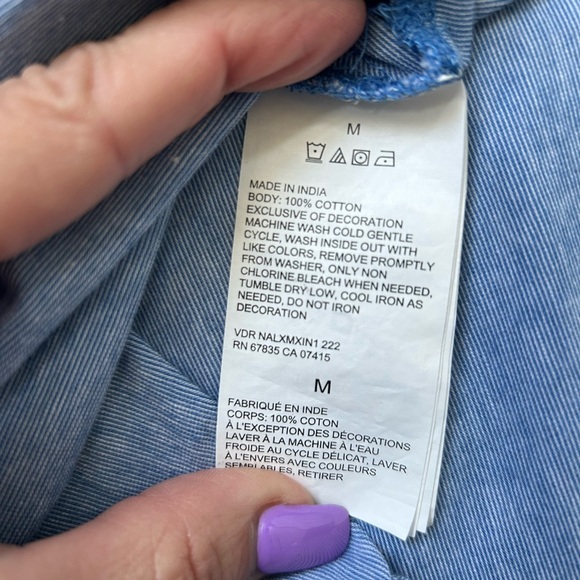 M
MADE IN INDIA
BODY: 100% COTTON
EXCLUSIVE OF DECORATION
MACHINE WASH COLD GENTLE
CYCLE, WASH INSIDE OUT WITH
LIKE COLORS, REMOVE PROMPTLY
FROM WASHER, ONLY NON
CHLORINE BLEACH WHEN NEEDED,
TUMBLE DRY LOW, COOL IRON AS
NEEDED, DO NOT IRON
DECORATION
VDR NALXMXIN1 222
RN 67835 CA 07415
M
FABRIQUÉ EN INDE
CORPS: 100% COTON
À L'EXCEPTION DES DÉCORATIONS
LAVER À LA MACHINE À L'EAU
FROIDE AU CYCLE DÉLICAT, LAVER
À L'ENVERS AVEC COULEURS
SEMBLABLES, RETIRER